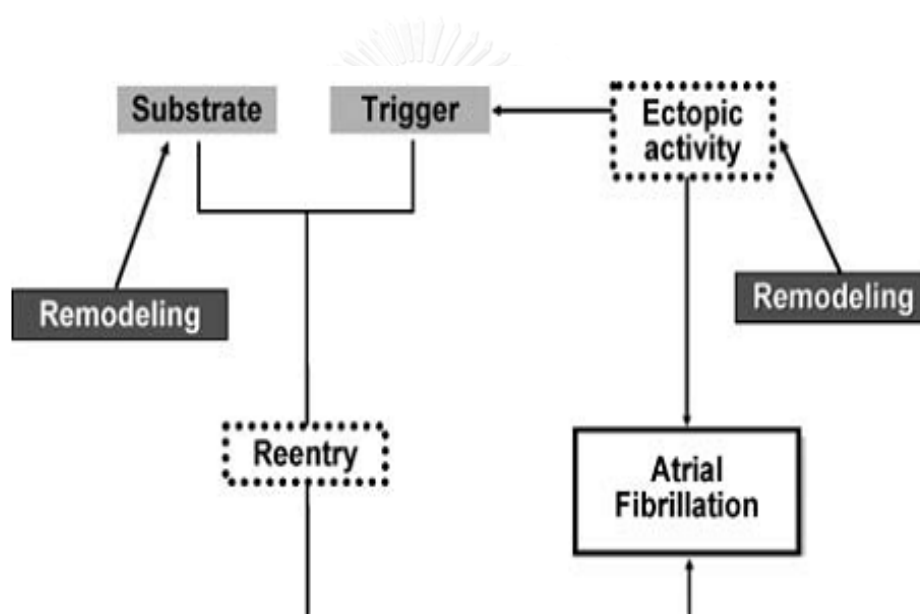 Substrate
Trigger
Ectopic
activity
Remodeling
Remodeling
Reentry
Atrial
Fibrillation